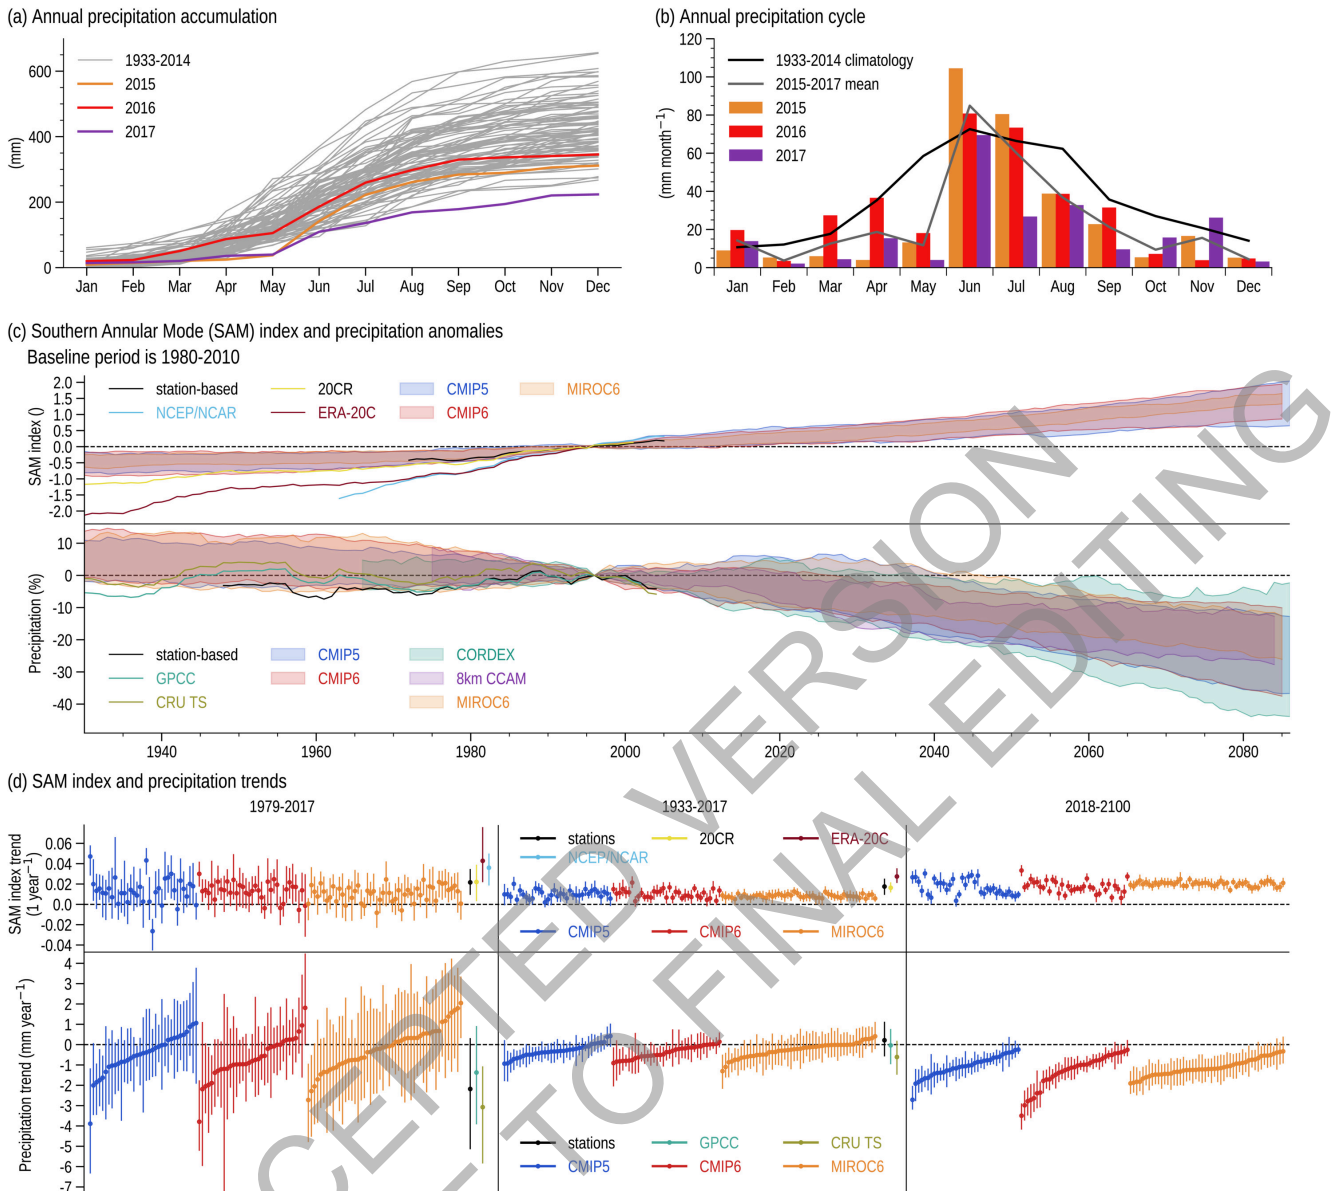 (a) Annual precipitation accumulation
(mm)
600
400
200
0
1933-2014
2015
2016
2017
Jan Feb Mar Apr May Jun Jul Aug Sep Oct Nov Dec
(b) Annual precipitation cycle
(mm month−1)
120
100
80
60
40
20
0
1933-2014 climatology
2015-2017 mean
2015
2016
2017
Jan Feb Mar Apr May Jun Jul Aug Sep Oct Nov Dec
(c) Southern Annular Mode (SAM) index and precipitation anomalies
Baseline period is 1980-2010
SAM index ()
2.0
1.5
1.0
0.5
0.0
-0.5
-1.0
-1.5
-2.0
station-based 20CR CMIP5 MIROC6
NCEP/NCAR ERA-20C CMIP6
Precipitation (%)
10
0
-10
-20
-30
-40
station-based CMIP5 CORDEX
GPCC CMIP6 8km CCAM
CRU TS MIROC6
1940 1960 1980 2000 2020 2040 2060 2080
(d) SAM index and precipitation trends
1979-2017 1933-2017 2018-2100
SAM index trend
(1 year−1)
0.06
0.04
0.02
0.0
-0.02
-0.04
stations 20CR ERA-20C
NCEP/NCAR
CMIP5 CMIP6 MIROC6
Precipitation trend (mm year−1)
4
3
2
1
0
-1
-2
-3
-4
-5
-6
-7
stations GPCC CRU TS
CMIP5 CMIP6 MIROC6
VERSION
TO FINAL EDITING